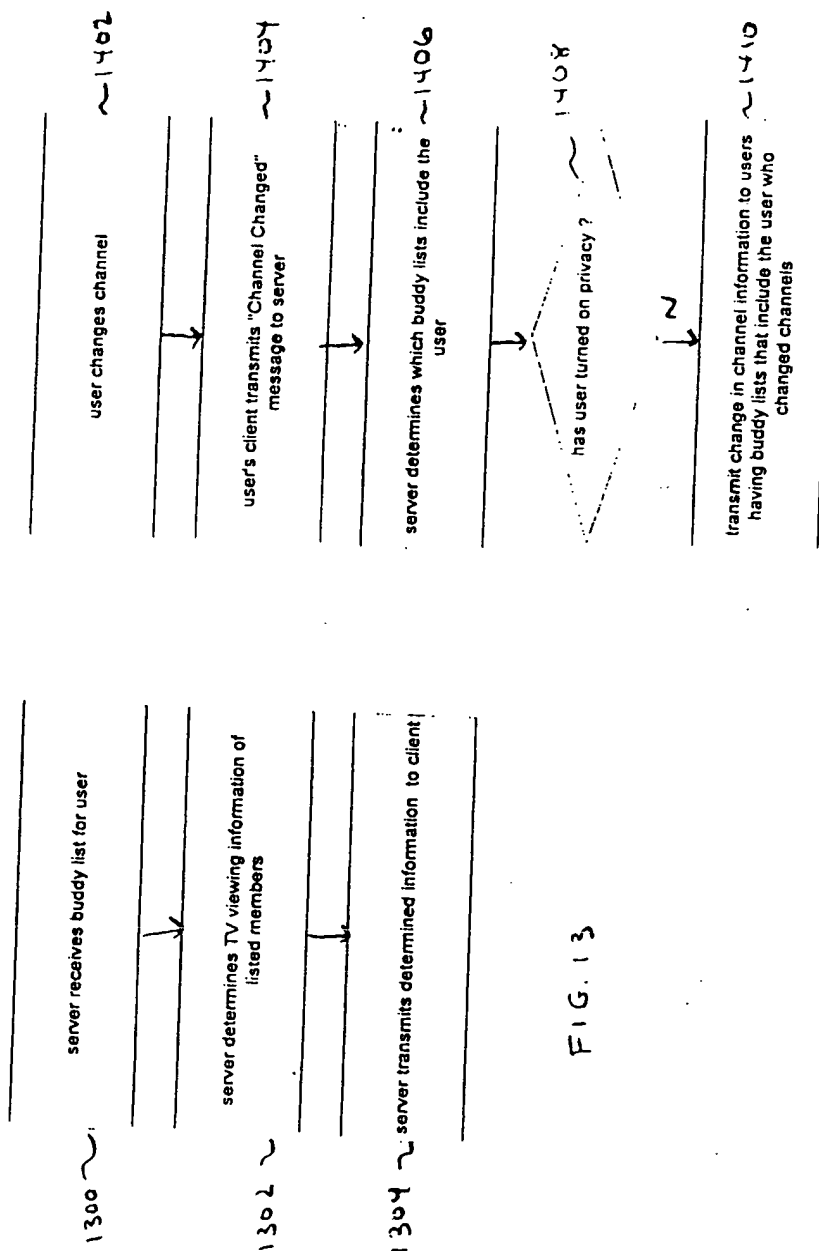 1300
server receives buddy list for user
1302
server determines TV viewing information of
listed members
1304
server transmits determined information to client
FIG. 13
user changes channel
~1402
user's client transmits "Channel Changed"
message to server
~1404
server determines which buddy lists include the
user
~1406
has user turned on privacy ?
~1408
N
transmit change in channel information to users
having buddy lists that include the user who
changed channels
~1410